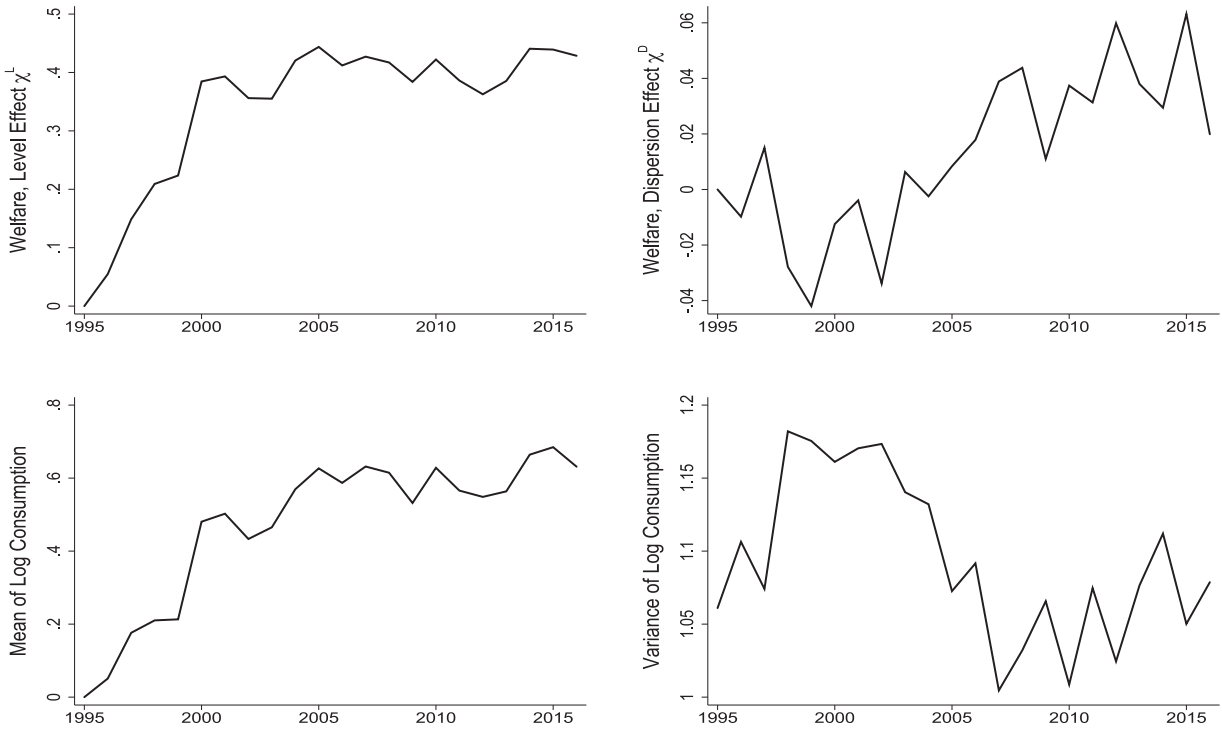 Welfare, Level Effect χL
.5
.4
.3
.2
.1
0
1995 2000 2005 2010 2015
Welfare, Dispersion Effect χD
.06
.04
.02
0
-.02
-.04
1995 2000 2005 2010 2015
Mean of Log Consumption
.8
.6
.4
.2
0
1995 2000 2005 2010 2015
Variance of Log Consumption
1.2
1.15
1.1
1.05
1
1995 2000 2005 2010 2015